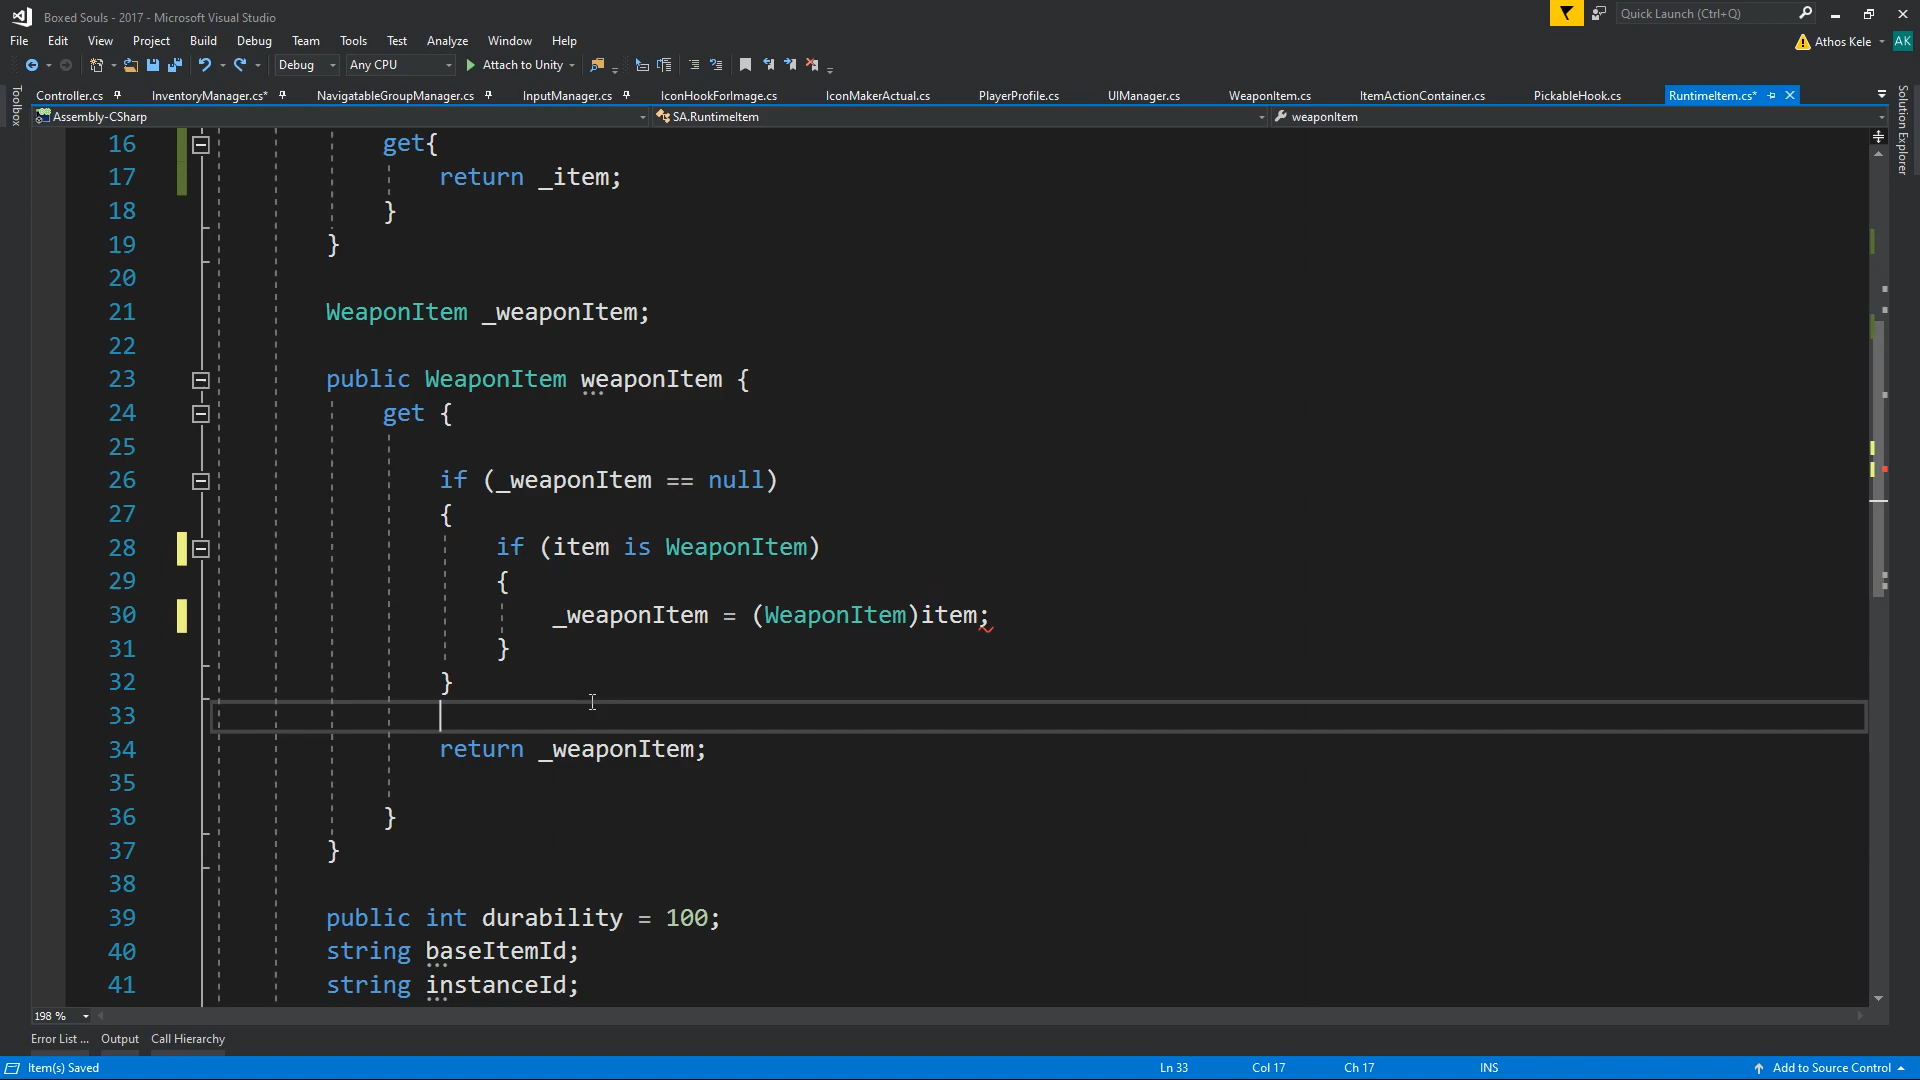 Boxed Souls - 2017 - Microsoft Visual Studio
Quick Launch (Ctrl+Q)
File Edit View Project Build Debug Team Tools Test Analyze Window Help
Athos Kele AK
Debug Any CPU Attach to Unity
Toolbox
Controller.cs InventoryManager.cs* NavigatableGroupManager.cs InputManager.cs IconHookForImage.cs IconMakerActual.cs PlayerProfile.cs UIManager.cs WeaponItem.cs ItemActionContainer.cs PickableHook.cs RuntimeItem.cs*
Solution Explorer
Assembly-CSharp SA.RuntimeItem weaponItem
16 get{
17 return _item;
18 }
19 }
20
21 WeaponItem _weaponItem;
22
23 public WeaponItem weaponItem {
24 get {
25
26 if (_weaponItem == null)
27 {
28 if (item is WeaponItem)
29 {
30 _weaponItem = (WeaponItem)item;
31 }
32 }
33
34 return _weaponItem;
35
36 }
37 }
38
39 public int durability = 100;
40 string baseItemId;
41 string instanceId;
198 %
Error List ... Output Call Hierarchy
Item(s) Saved Ln 33 Col 17 Ch 17 INS Add to Source Control